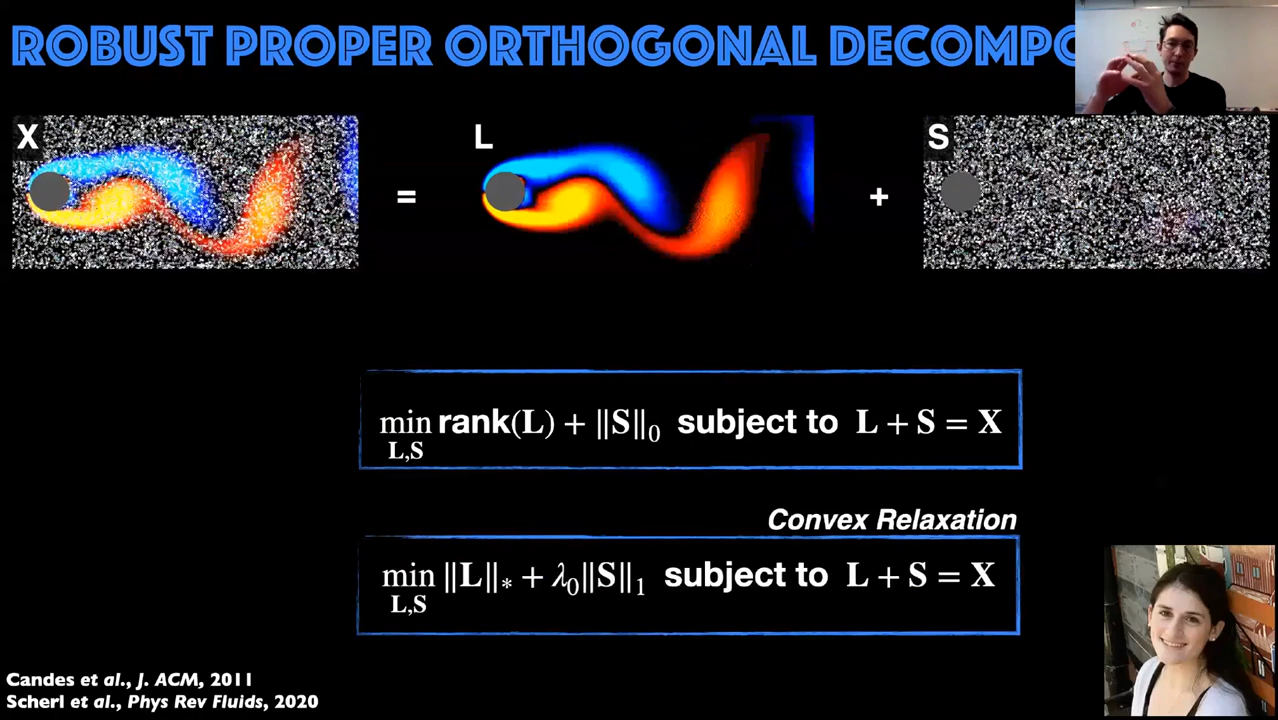 ROBUST PROPER ORTHOGONAL DECOMPO
X
=
L
+
S
min rank(L) + ‖S‖₀ subject to L + S = X
L,S
Convex Relaxation
min ‖L‖_* + λ₀‖S‖₁ subject to L + S = X
L,S
Candes et al., J. ACM, 2011
Scherl et al., Phys Rev Fluids, 2020